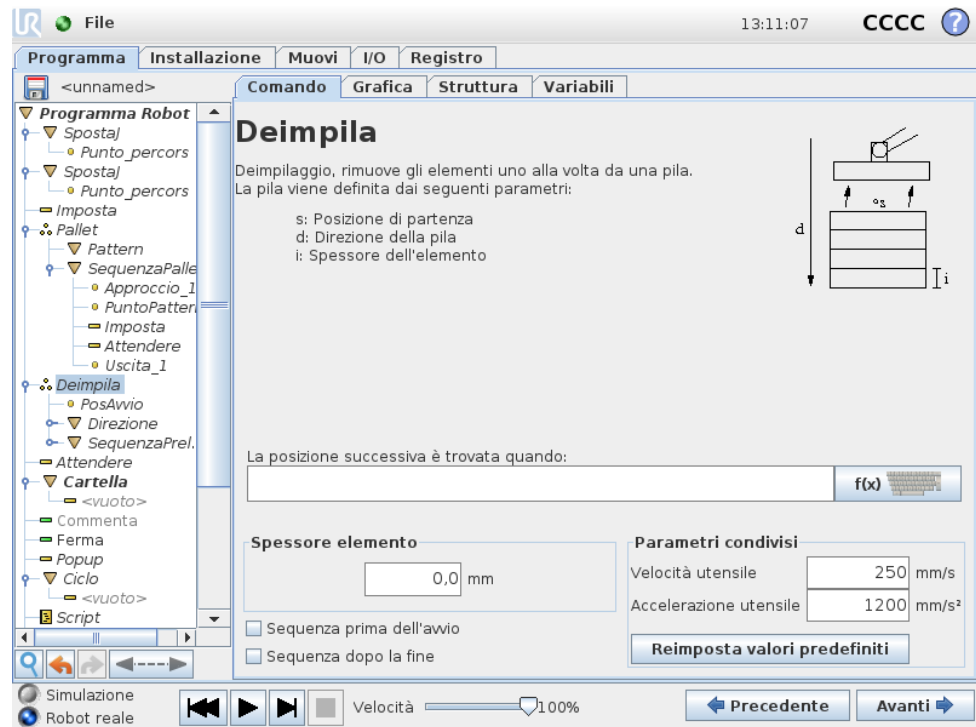 UR File 13:11:07 CCCC ?
Programma Installazione Muovi I/O Registro
<unnamed> Comando Grafica Struttura Variabili
Programma Robot
SpostaJ
Punto_percors
SpostaJ
Punto_percors
Imposta
Pallet
Pattern
SequenzaPalle
Approccio_1
PuntoPatter
Imposta
Attendere
Uscita_1
Deimpila
PosAvvio
Direzione
SequenzaPrel.
Attendere
Cartella
<vuoto>
Commenta
Ferma
Popup
Ciclo
<vuoto>
Script
Deimpila
Deimpilaggio, rimuove gli elementi uno alla volta da una pila.
La pila viene definita dai seguenti parametri:
s: Posizione di partenza
d: Direzione della pila
i: Spessore dell'elemento
s
d
i
La posizione successiva è trovata quando:
f(x)
Spessore elemento
0,0 mm
Sequenza prima dell'avvio
Sequenza dopo la fine
Parametri condivisi
Velocità utensile 250 mm/s
Accelerazione utensile 1200 mm/s²
Reimposta valori predefiniti
Simulazione
Robot reale
Velocità 100%
Precedente Avanti